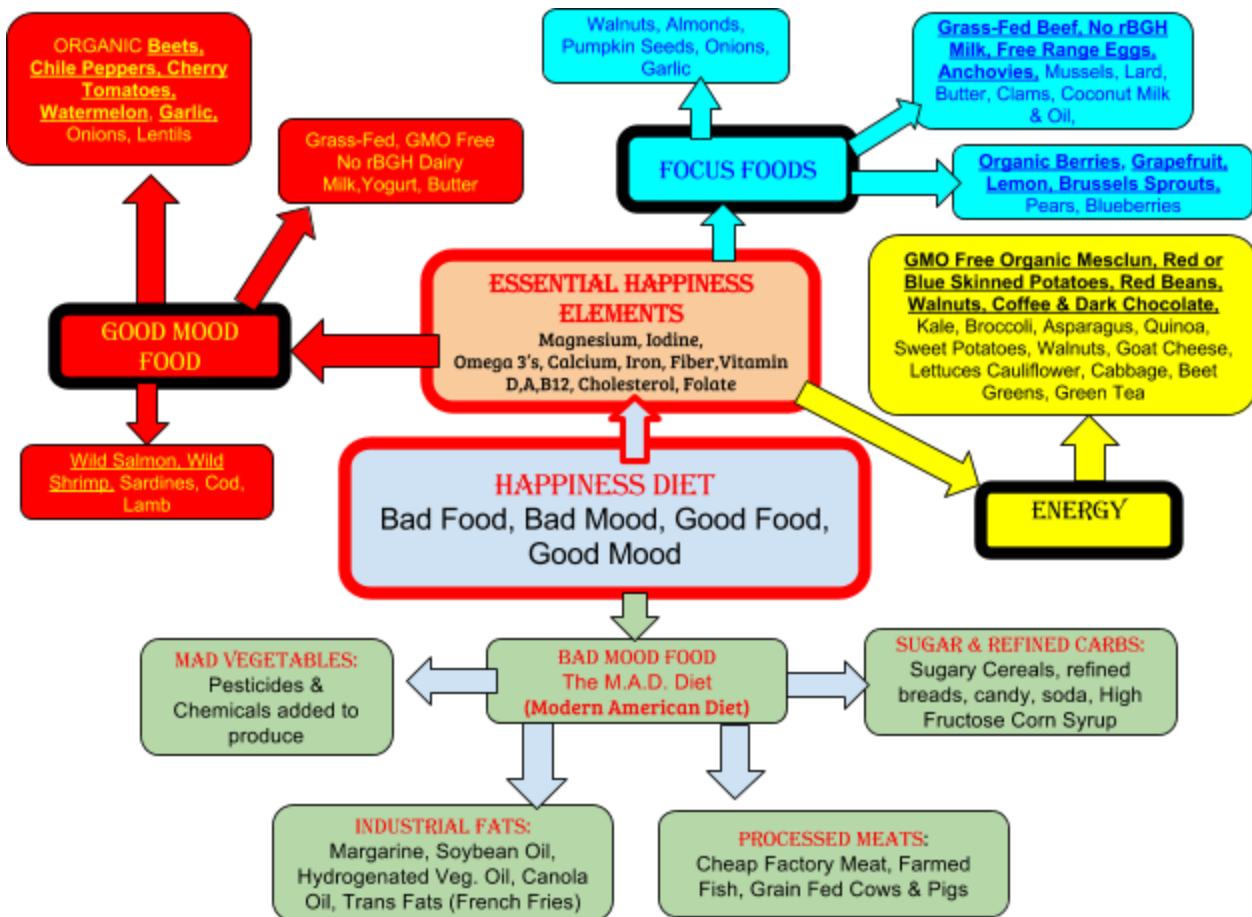 ORGANIC Beets,
Chile Peppers, Cherry
Tomatoes,
Watermelon, Garlic,
Onions, Lentils
Grass-Fed, GMO Free
No rBGH Dairy
Milk,Yogurt, Butter
GOOD MOOD
FOOD
Wild Salmon, Wild
Shrimp, Sardines, Cod,
Lamb
Walnuts, Almonds,
Pumpkin Seeds, Onions,
Garlic
Grass-Fed Beef, No rBGH
Milk, Free Range Eggs,
Anchovies, Mussels, Lard,
Butter, Clams, Coconut Milk
& Oil,
FOCUS FOODS
Organic Berries, Grapefruit,
Lemon, Brussels Sprouts,
Pears, Blueberries
ESSENTIAL HAPPINESS
ELEMENTS
Magnesium, Iodine,
Omega 3's, Calcium, Iron, Fiber,Vitamin
D,A,B12, Cholesterol, Folate
GMO Free Organic Mesclun, Red or
Blue Skinned Potatoes, Red Beans,
Walnuts, Coffee & Dark Chocolate,
Kale, Broccoli, Asparagus, Quinoa,
Sweet Potatoes, Walnuts, Goat Cheese,
Lettuces Cauliflower, Cabbage, Beet
Greens, Green Tea
ENERGY
HAPPINESS DIET
Bad Food, Bad Mood, Good Food,
Good Mood
MAD VEGETABLES:
Pesticides &
Chemicals added to
produce
BAD MOOD FOOD
The M.A.D. Diet
(Modern American Diet)
SUGAR & REFINED CARBS:
Sugary Cereals, refined
breads, candy, soda, High
Fructose Corn Syrup
INDUSTRIAL FATS:
Margarine, Soybean Oil,
Hydrogenated Veg. Oil, Canola
Oil, Trans Fats (French Fries)
PROCESSED MEATS:
Cheap Factory Meat, Farmed
Fish, Grain Fed Cows & Pigs